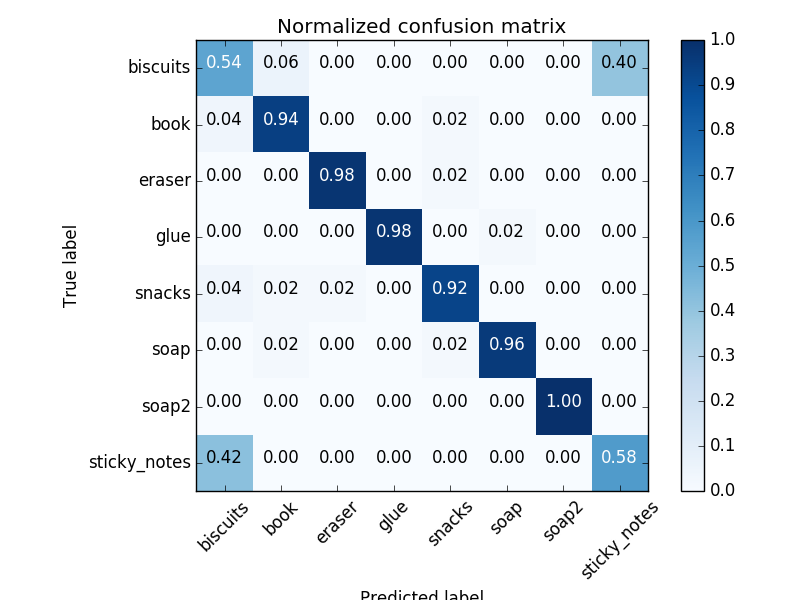 Normalized confusion matrix
True label
biscuits 0.54 0.06 0.00 0.00 0.00 0.00 0.00 0.40
book 0.04 0.94 0.00 0.00 0.02 0.00 0.00 0.00
eraser 0.00 0.00 0.98 0.00 0.02 0.00 0.00 0.00
glue 0.00 0.00 0.00 0.98 0.00 0.02 0.00 0.00
snacks 0.04 0.02 0.02 0.00 0.92 0.00 0.00 0.00
soap 0.00 0.02 0.00 0.00 0.02 0.96 0.00 0.00
soap2 0.00 0.00 0.00 0.00 0.00 0.00 1.00 0.00
sticky_notes 0.42 0.00 0.00 0.00 0.00 0.00 0.00 0.58
biscuits book eraser glue snacks soap soap2 sticky_notes
Predicted label
1.0
0.9
0.8
0.7
0.6
0.5
0.4
0.3
0.2
0.1
0.0